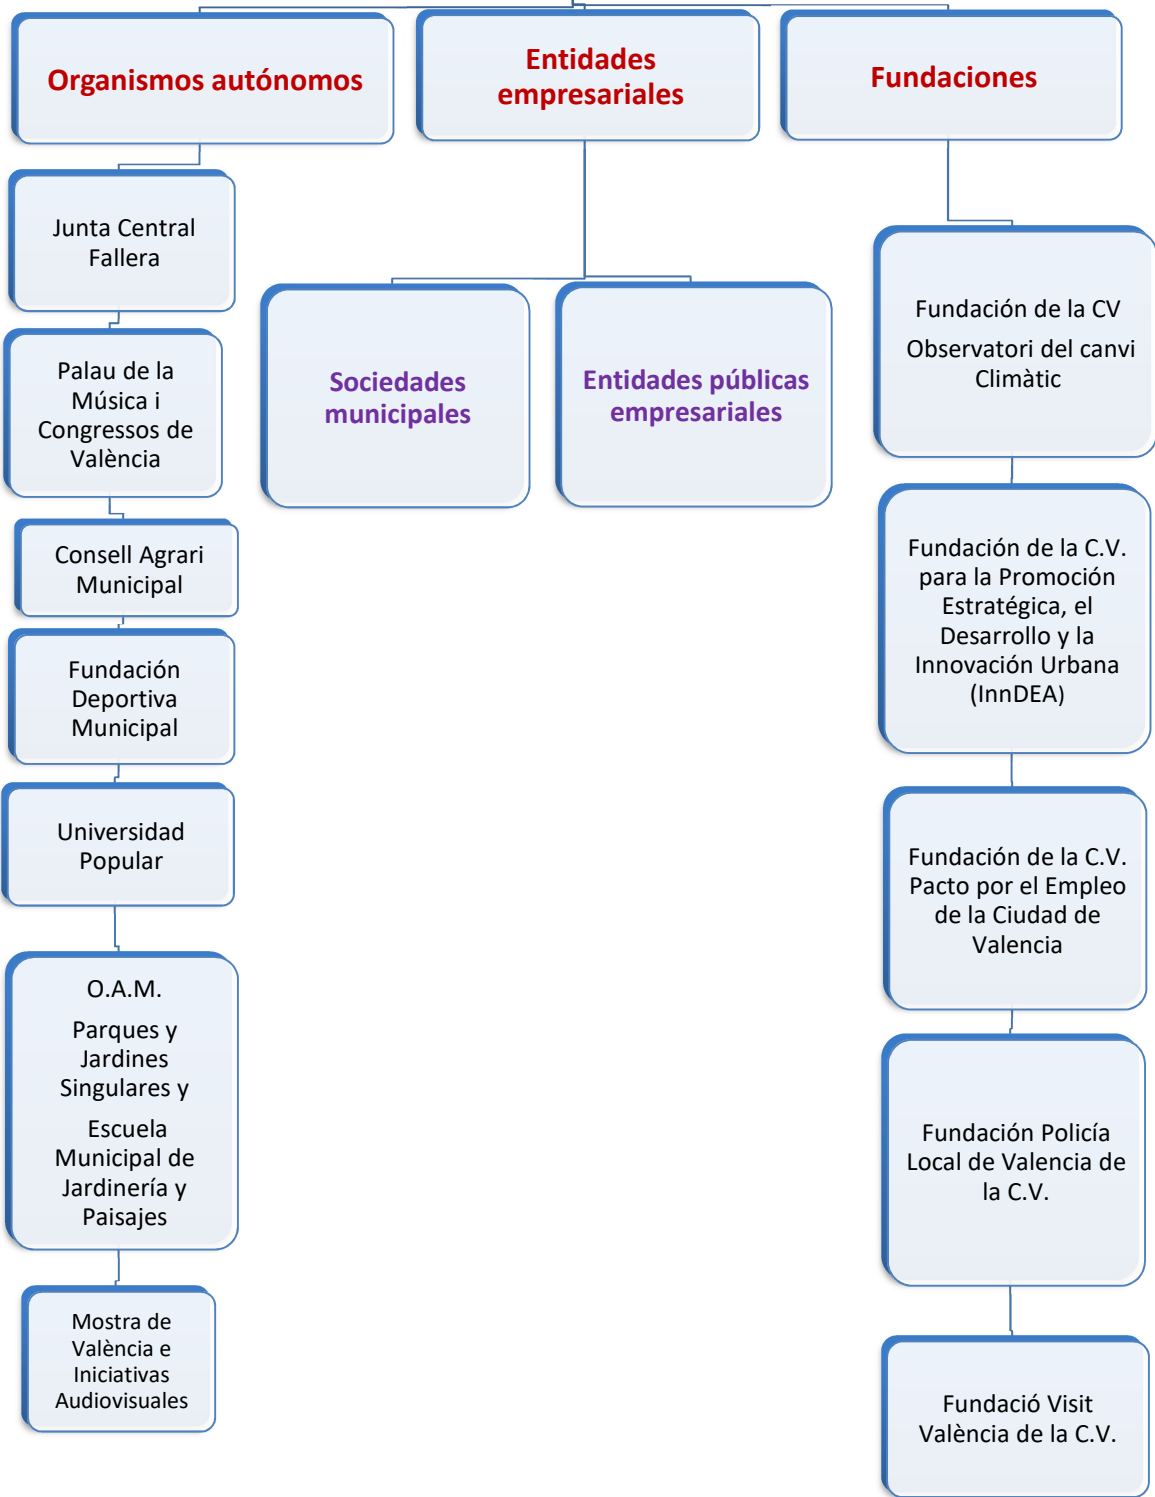 Organismos autónomos
Entidades
empresariales
Fundaciones
Junta Central
Fallera
Palau de la
Música i
Congressos de
València
Consell Agrari
Municipal
Fundación
Deportiva
Municipal
Universidad
Popular
O.A.M.
Parques y
Jardines
Singulares y
Escuela
Municipal de
Jardinería y
Paisajes
Mostra de
València e
Iniciativas
Audiovisuales
Sociedades
municipales
Entidades públicas
empresariales
Fundación de la CV
Observatori del canvi
Climàtic
Fundación de la C.V.
para la Promoción
Estratégica, el
Desarrollo y la
Innovación Urbana
(InnDEA)
Fundación de la C.V.
Pacto por el Empleo
de la Ciudad de
Valencia
Fundación Policía
Local de Valencia de
la C.V.
Fundació Visit
València de la C.V.